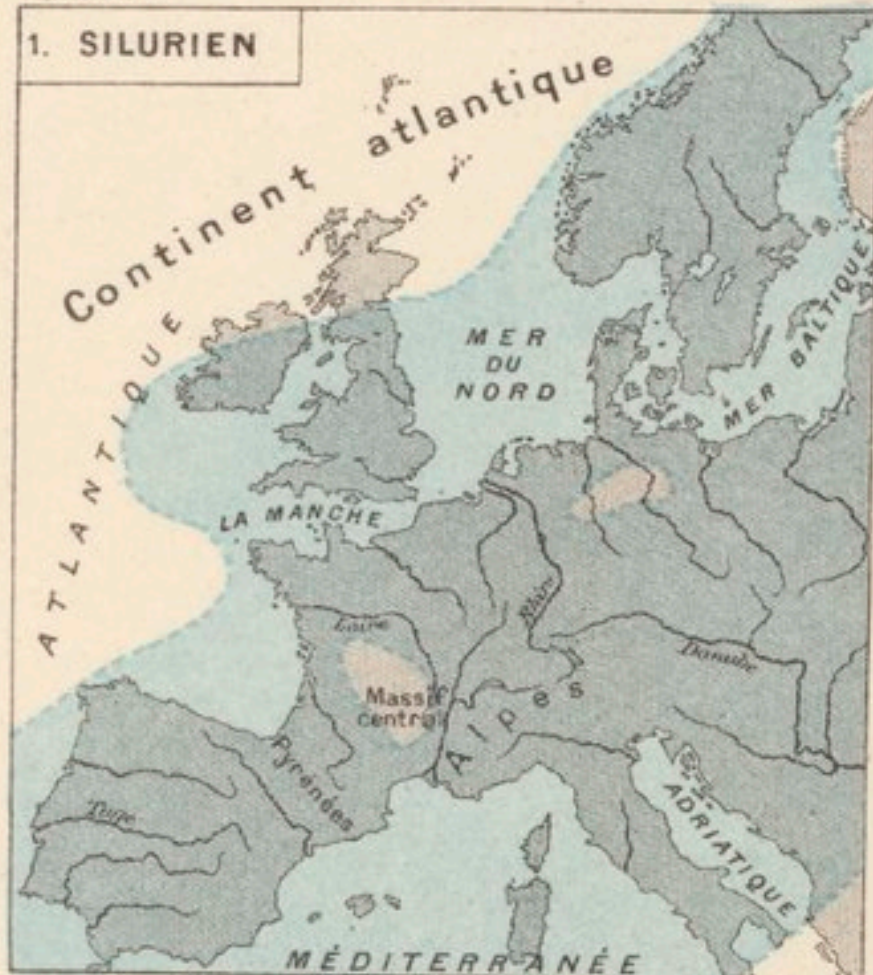 1. SILURIEN
Continent atlantique
ATLANTIQUE
MER
DU
NORD
MER BALTIQUE
LA MANCHE
Loire
Rhin
Danube
Massif
central
Alpes
Pyrénées
Tage
ADRIATIQUE
MÉDITERRANÉE